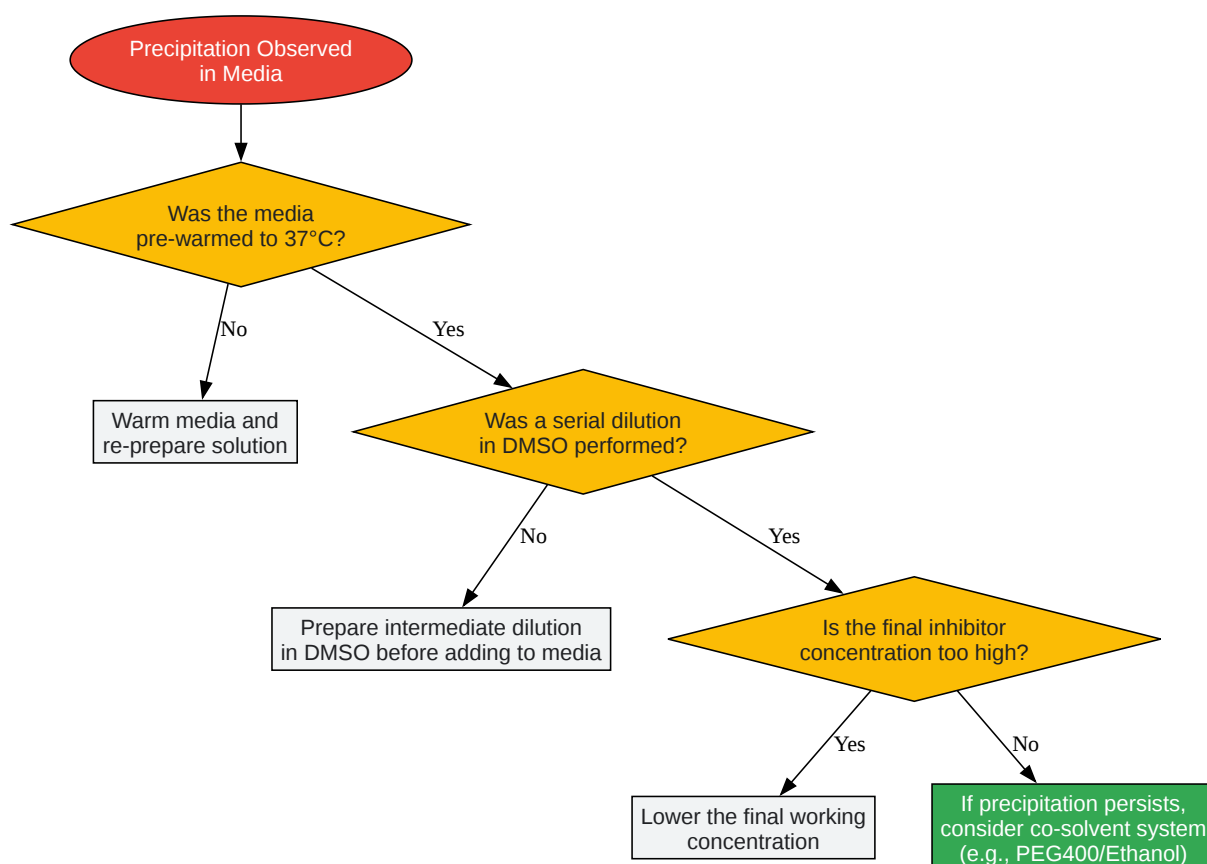 Precipitation Observed
in Media
Was the media
pre-warmed to 37°C?
No
Yes
Warm media and
re-prepare solution
Was a serial dilution
in DMSO performed?
No
Yes
Prepare intermediate dilution
in DMSO before adding to media
Is the final inhibitor
concentration too high?
Yes
No
Lower the final working
concentration
If precipitation persists,
consider co-solvent system
(e.g., PEG400/Ethanol)